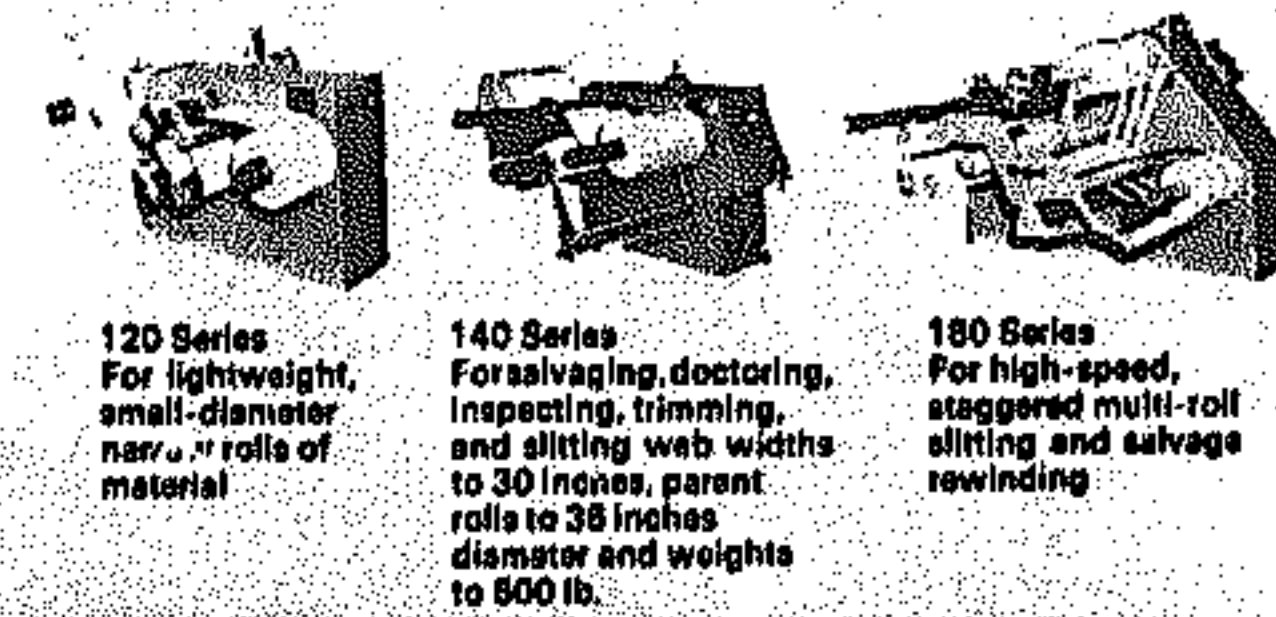 120 Series
For lightweight,
small-diameter
rolls of
material
140 Series
For salvaging, doctoring,
inspecting, trimming,
and slitting web widths
to 30 inches, parent
rolls to 36 inches
diameter and weights
to lb.
Series
For high-speed,
staggered multi-roll
slitting and salvage
rewinding